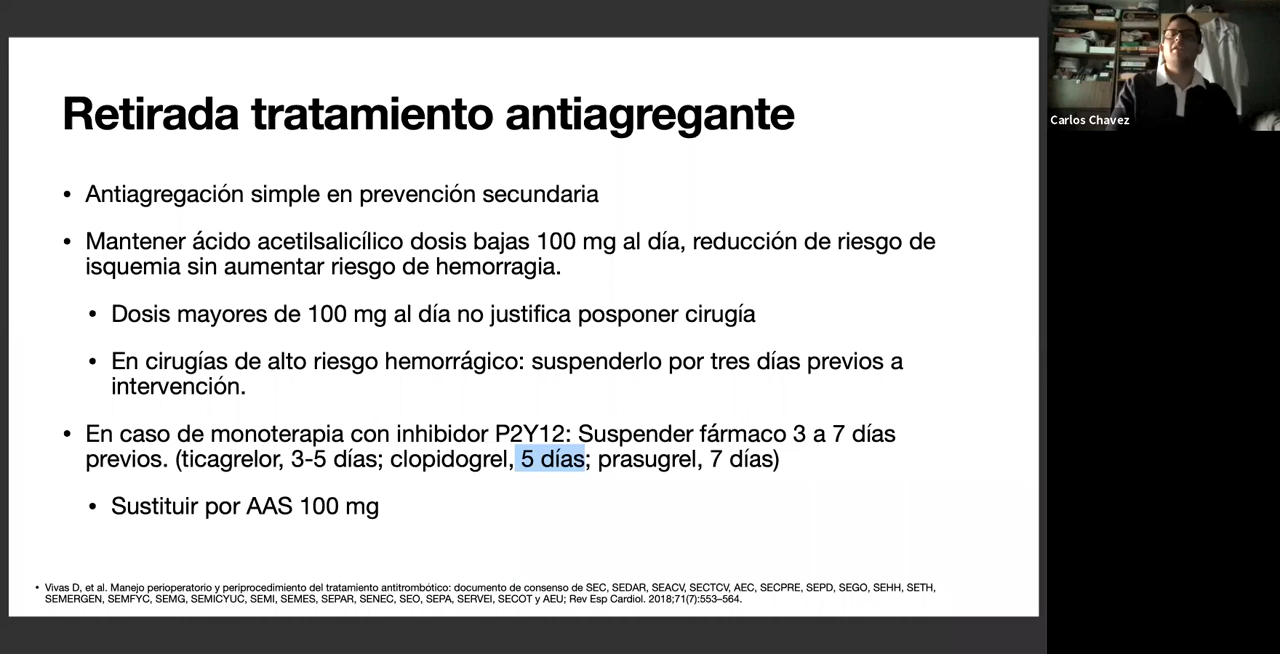 Retirada tratamiento antiagregante
• Antiagregación simple en prevención secundaria
• Mantener ácido acetilsalicílico dosis bajas 100 mg al día, reducción de riesgo de
isquemia sin aumentar riesgo de hemorragia.
• Dosis mayores de 100 mg al día no justifica posponer cirugía
• En cirugías de alto riesgo hemorrágico: suspenderlo por tres días previos a
intervención.
• En caso de monoterapia con inhibidor P2Y12: Suspender fármaco 3 a 7 días
previos. (ticagrelor, 3-5 días; clopidogrel, 5 días; prasugrel, 7 días)
• Sustituir por AAS 100 mg
• Vivas D, et al. Manejo perioperatorio y periprocedimiento del tratamiento antitrombótico: documento de consenso de SEC, SEDAR, SEACV, SECTCV, AEC, SECPRE, SEPD, SEGO, SEHH, SETH,
SEMERGEN, SEMFYC, SEMG, SEMICYUC, SEMI, SEMES, SEPAR, SENEC, SEO, SEPA, SERVEI, SECOT y AEU; Rev Esp Cardiol. 2018;71(7):553–564.
Carlos Chavez